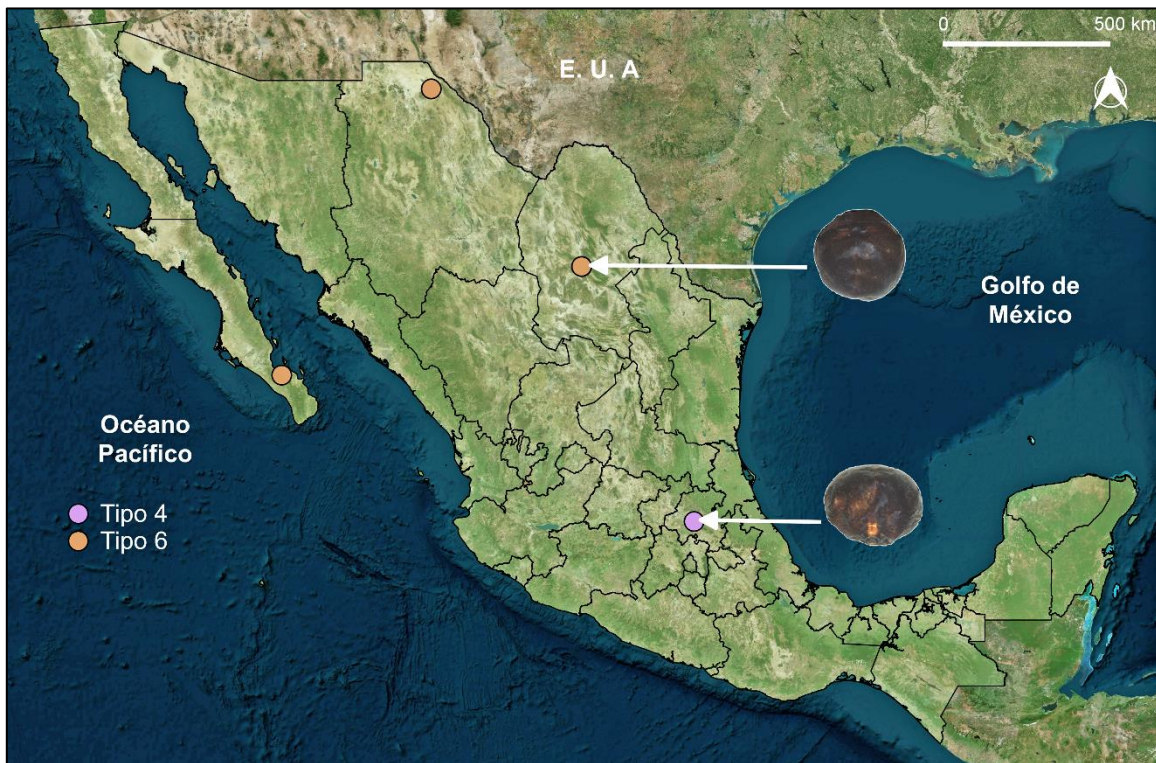 0 500 km
E. U. A
Golfo de
México
Océano
Pacífico
Tipo 4
Tipo 6